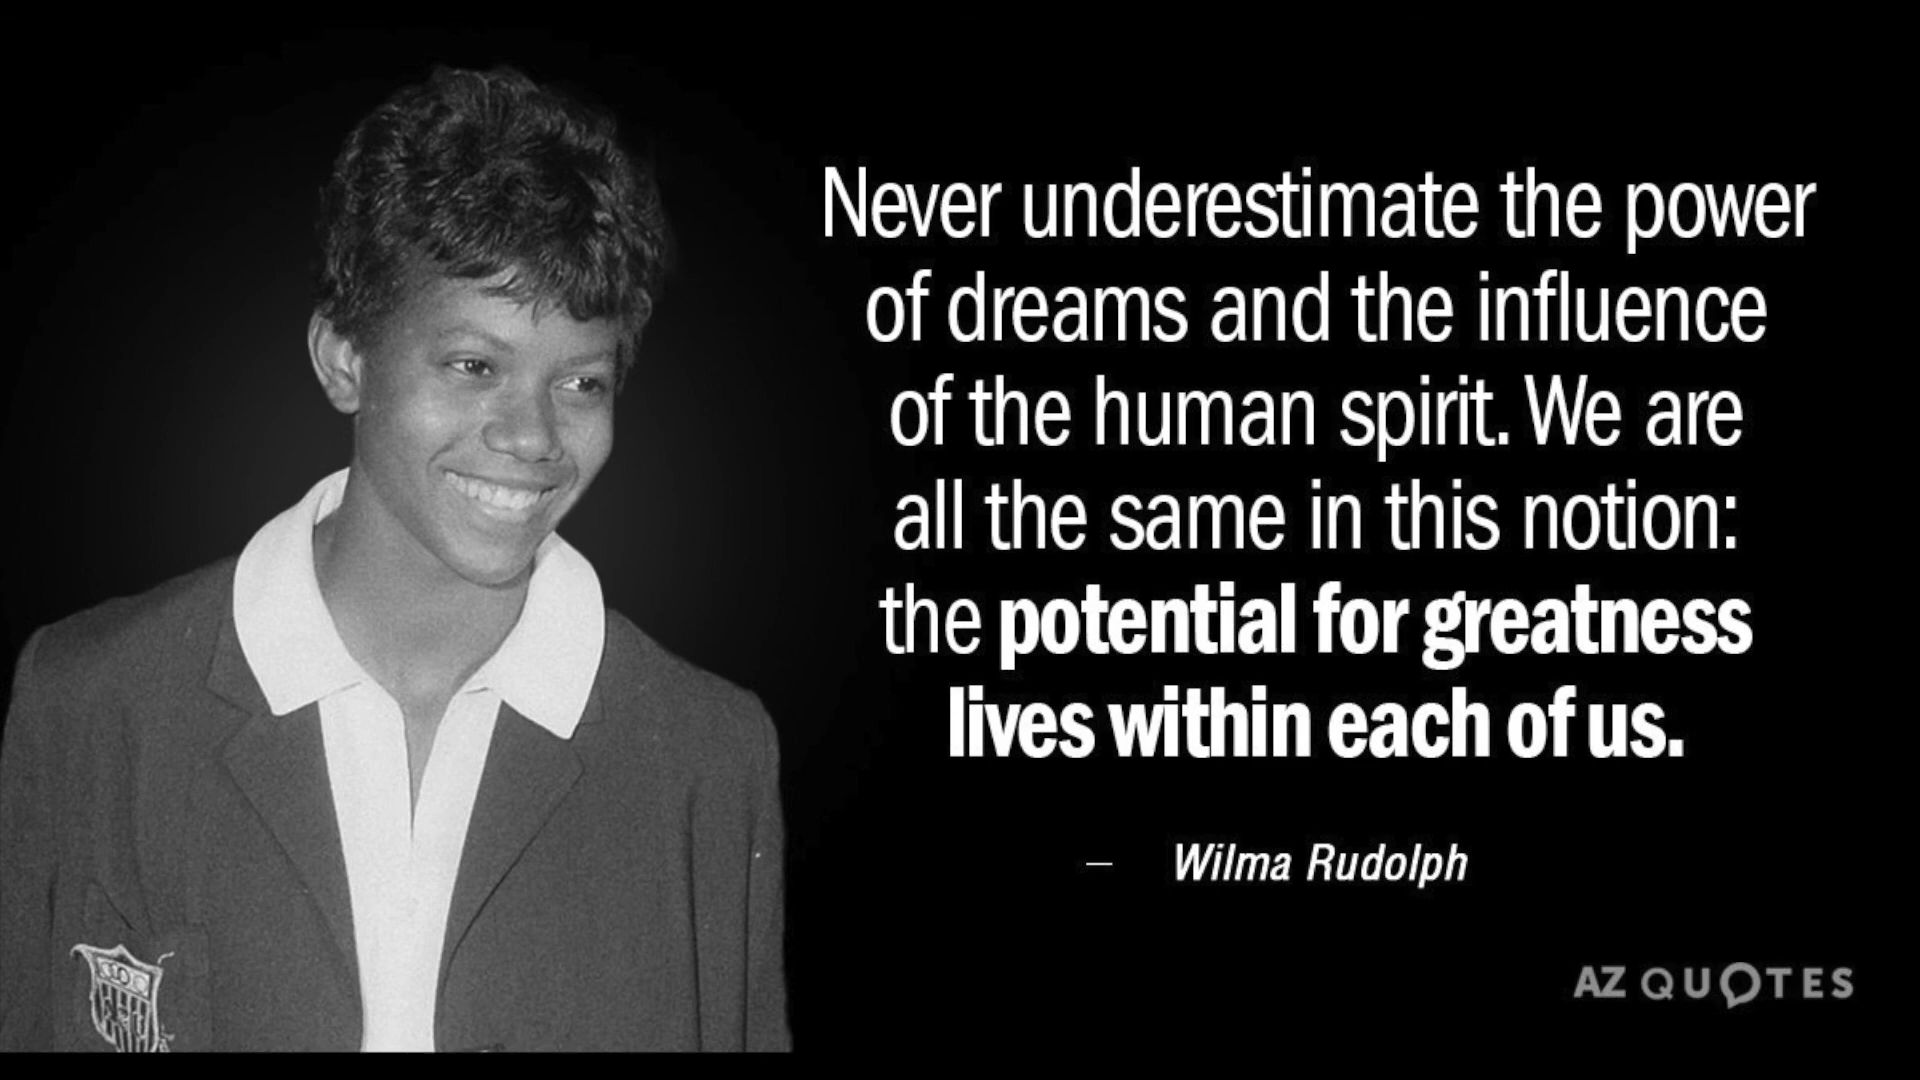 Never underestimate the power
of dreams and the influence
of the human spirit. We are
all the same in this notion:
the potential for greatness
lives within each of us.
– Wilma Rudolph
AZ QUOTES